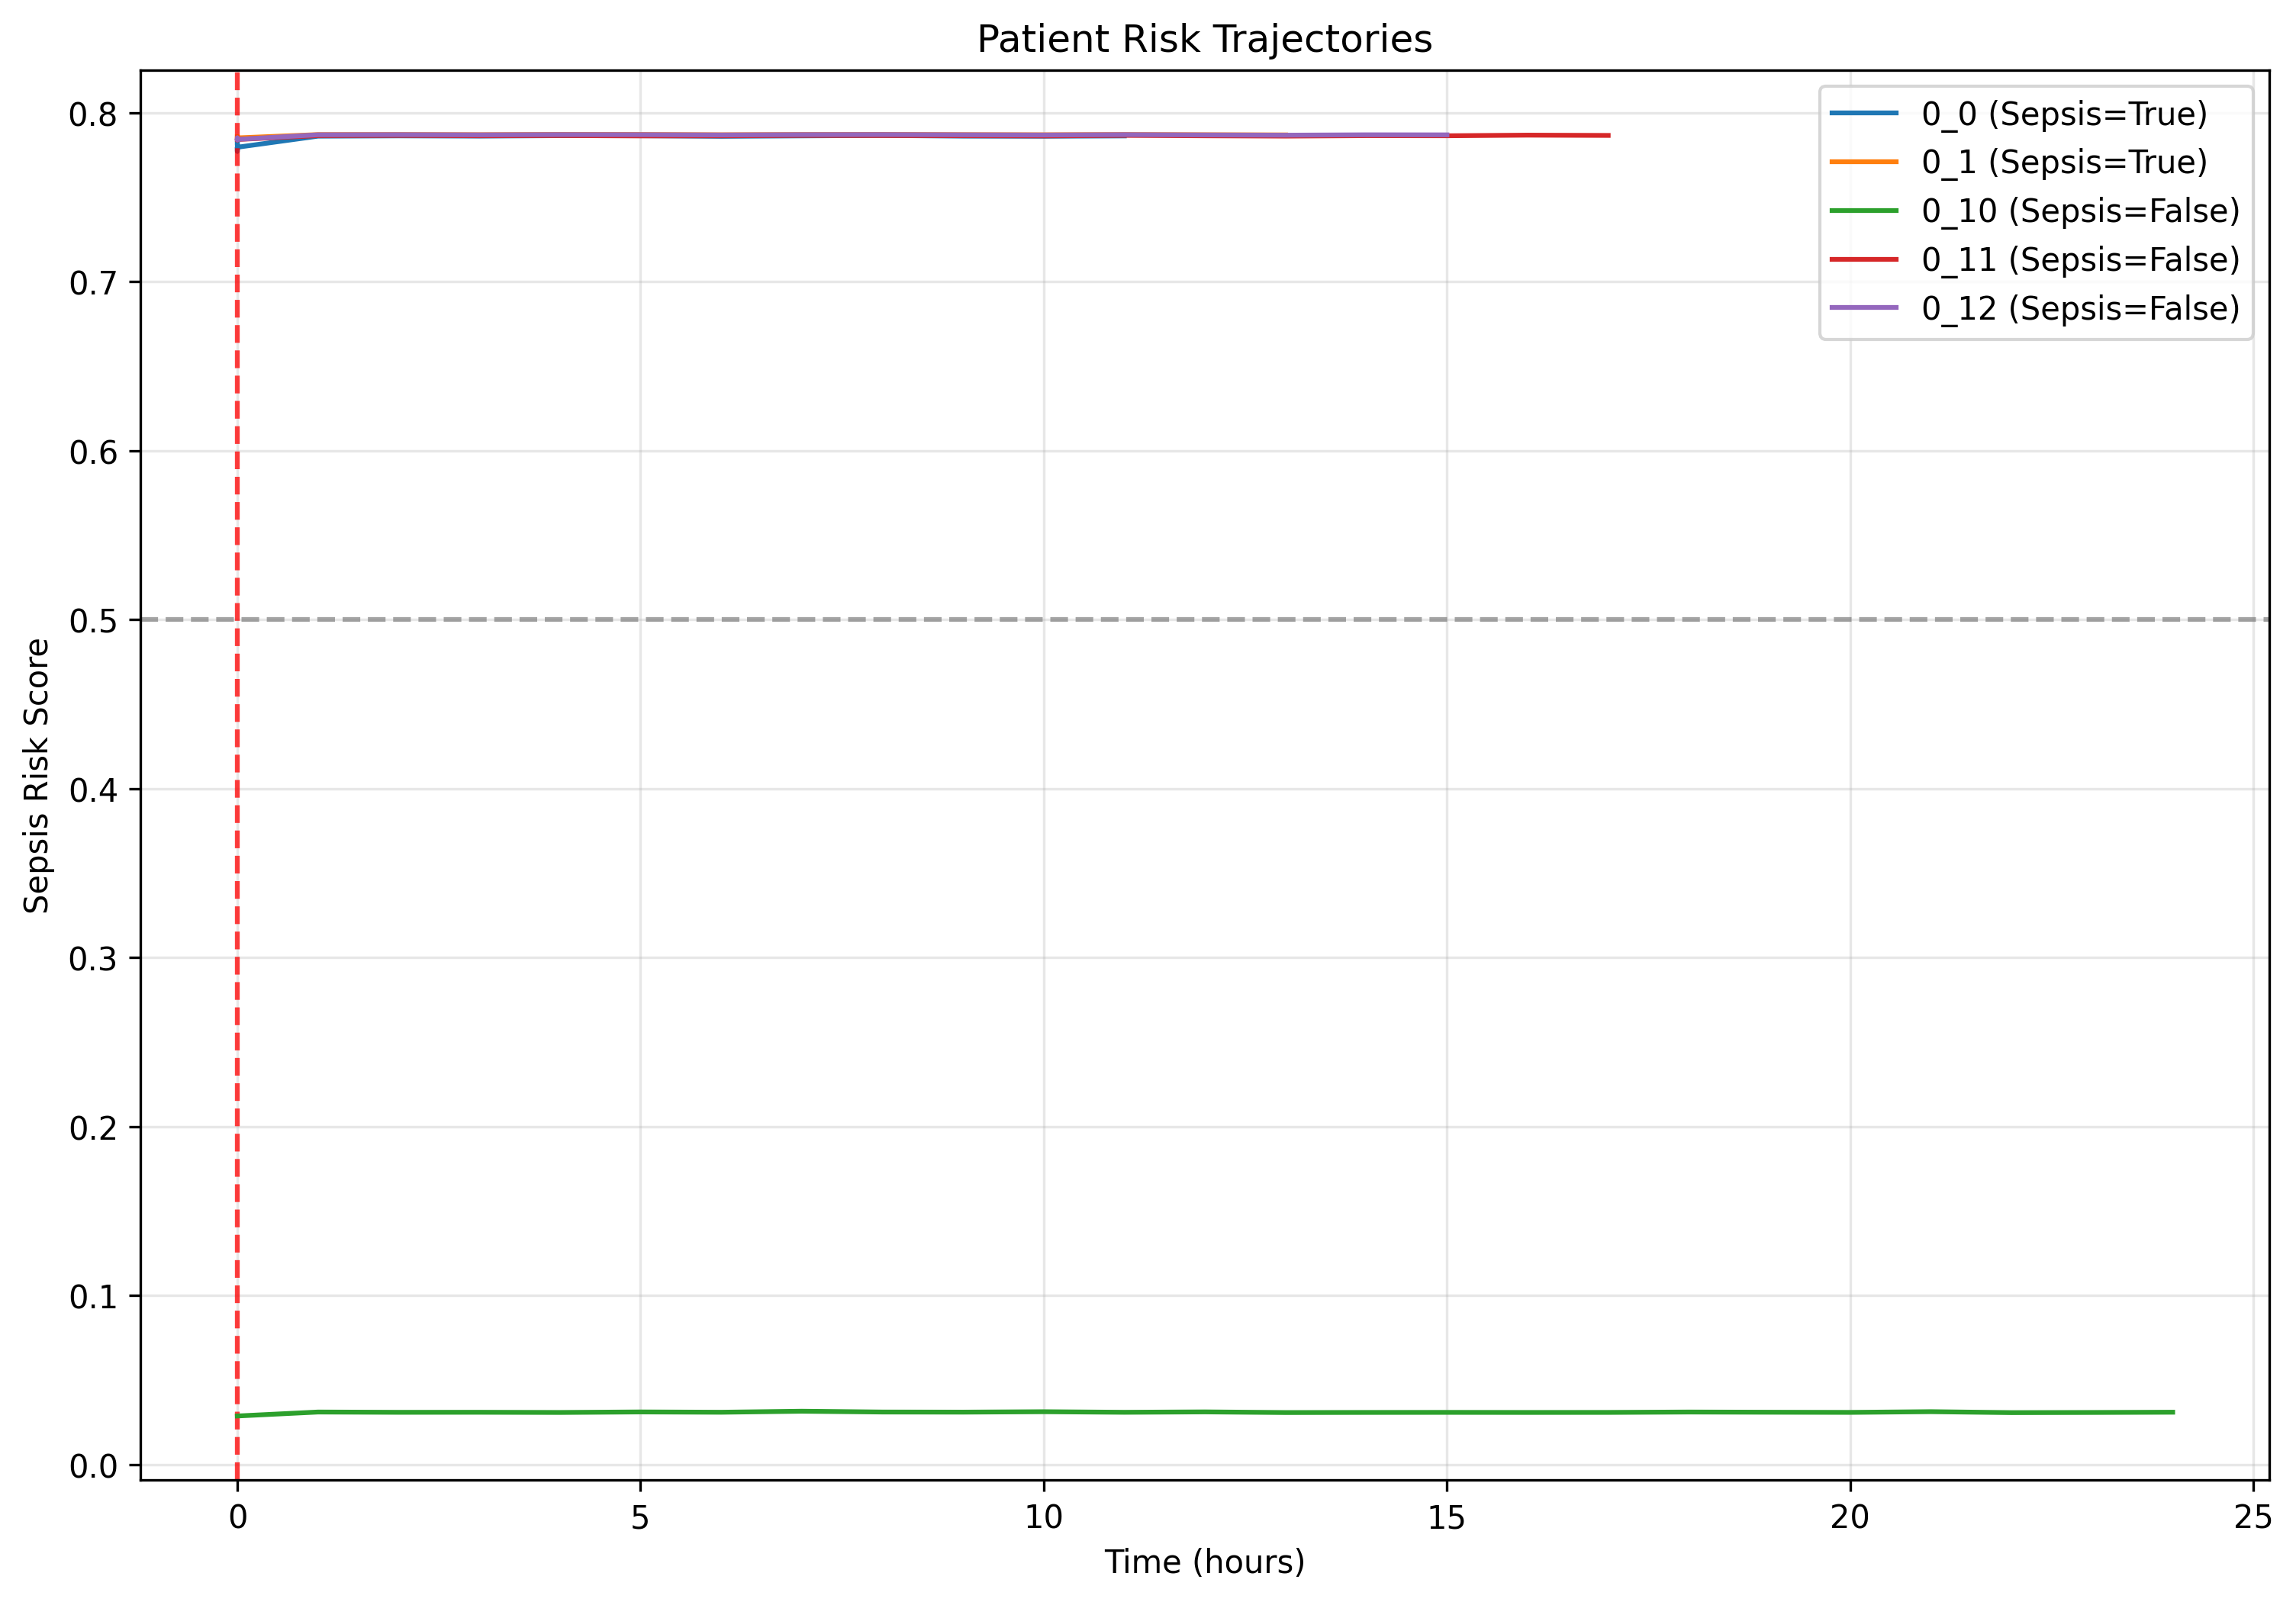 Patient Risk Trajectories
0.8
0.7
0.6
0.5
0.4
0.3
0.2
0.1
0.0
Sepsis Risk Score
0_0 (Sepsis=True)
0_1 (Sepsis=True)
0_10 (Sepsis=False)
0_11 (Sepsis=False)
0_12 (Sepsis=False)
0 5 10 15 20 25
Time (hours)